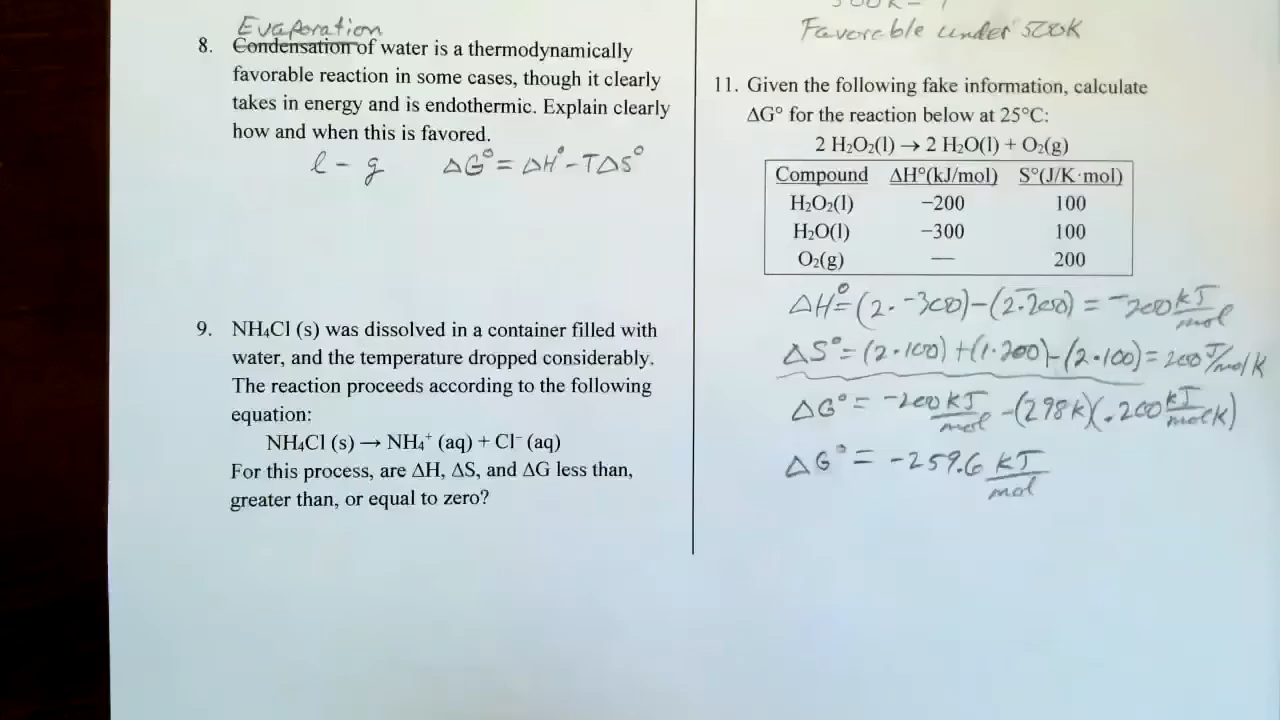 Evaporation
8. Condensation of water is a thermodynamically
favorable reaction in some cases, though it clearly
takes in energy and is endothermic. Explain clearly
how and when this is favored.
l - g ΔG° = ΔH° - TΔS°
9. NH₄Cl (s) was dissolved in a container filled with
water, and the temperature dropped considerably.
The reaction proceeds according to the following
equation:
NH₄Cl (s) → NH₄⁺ (aq) + Cl⁻ (aq)
For this process, are ΔH, ΔS, and ΔG less than,
greater than, or equal to zero?
Favorable under 500K
11. Given the following fake information, calculate
ΔG° for the reaction below at 25°C:
2 H₂O₂(l) → 2 H₂O(l) + O₂(g)
Compound ΔH°(kJ/mol) S°(J/K·mol)
H₂O₂(l) −200 100
H₂O(l) −300 100
O₂(g) — 200
ΔH° = (2·-300)-(2·-200) = -200 kJ/mol
ΔS° = (2·100)+(1·200)-(2·100) = 200 J/mol K
ΔG° = -200 kJ/mol -(298K)(.200 kJ/mol K)
ΔG° = -259.6 kJ/mol